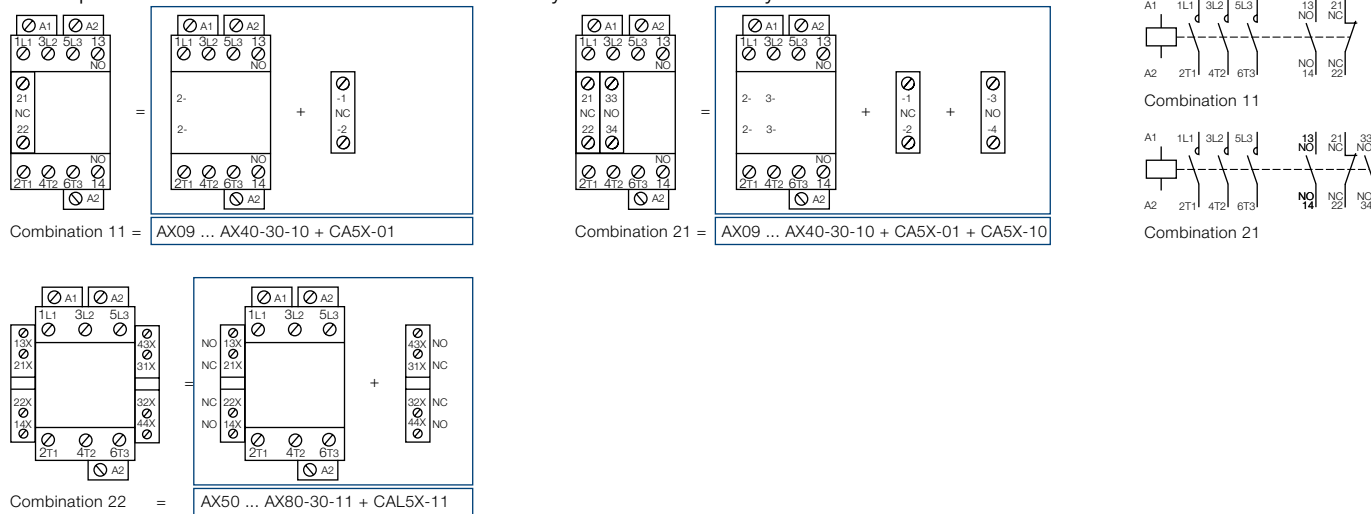 A1 A2
1L1 3L2 5L3 13
NO
21
NC
22
NO
2T1 4T2 6T3 14
A2
=
A1 A2
1L1 3L2 5L3 13
NO
2-
2-
NO
2T1 4T2 6T3 14
A2
+
-1
NC
-2
Combination 11 = AX09 ... AX40-30-10 + CA5X-01
A1 A2
1L1 3L2 5L3 13
NO
21 33
NC NO
22 34
NO
2T1 4T2 6T3 14
A2
=
A1 A2
1L1 3L2 5L3 13
NO
2- 3-
2- 3-
NO
2T1 4T2 6T3 14
A2
+
-1
NC
-2
+
-3
NO
-4
Combination 21 = AX09 ... AX40-30-10 + CA5X-01 + CA5X-10
A1 1L1 3L2 5L3 13 21
NO NC
NO NC
A2 2T1 4T2 6T3 14 22
Combination 11
A1 1L1 3L2 5L3 13 21 33
NO NC NO
NO NC NO
A2 2T1 4T2 6T3 14 22 34
Combination 21
A1 A2
1L1 3L2 5L3
13X 43X
21X 31X
22X 32X
14X 44X
2T1 4T2 6T3
A2
=
A1 A2
1L1 3L2 5L3
NO 13X
NC 21X
NC 22X
NO 14X
2T1 4T2 6T3
A2
+
43X NO
31X NC
32X NC
44X NO
Combination 22 = AX50 ... AX80-30-11 + CAL5X-11